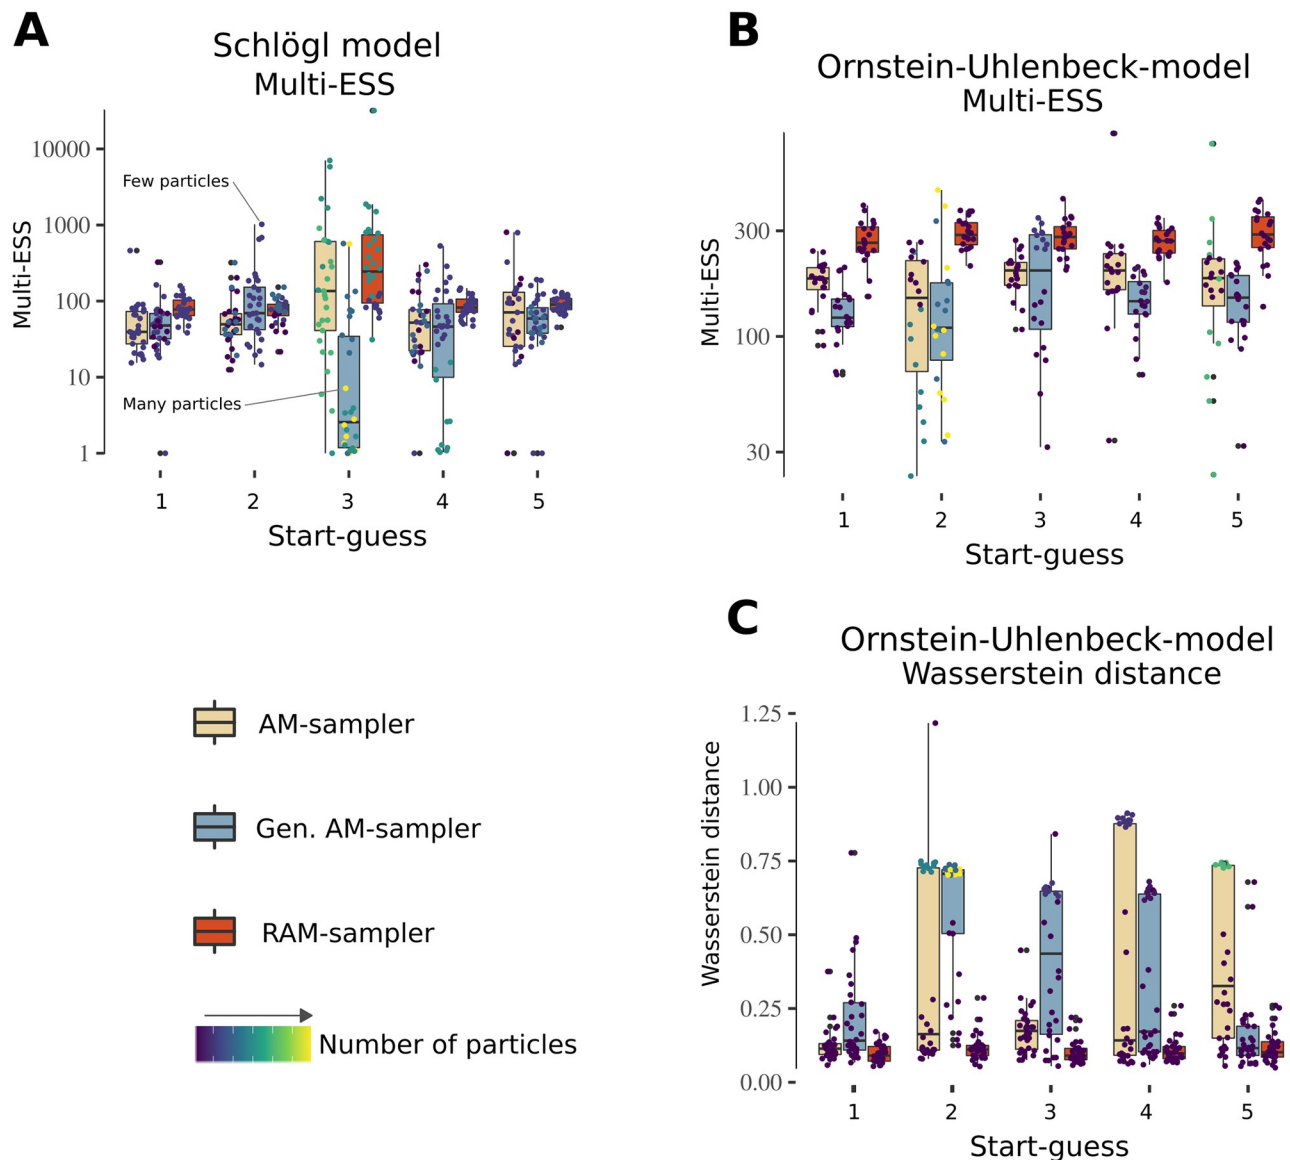 A
Schlögl model
Multi-ESS
10000
1000
100
10
1
Multi-ESS
Few particles
Many particles
1 2 3 4 5
Start-guess
B
Ornstein-Uhlenbeck-model
Multi-ESS
300
100
30
Multi-ESS
1 2 3 4 5
Start-guess
AM-sampler
Gen. AM-sampler
RAM-sampler
Number of particles
C
Ornstein-Uhlenbeck-model
Wasserstein distance
1.25
1.00
0.75
0.50
0.25
0.00
Wasserstein distance
1 2 3 4 5
Start-guess